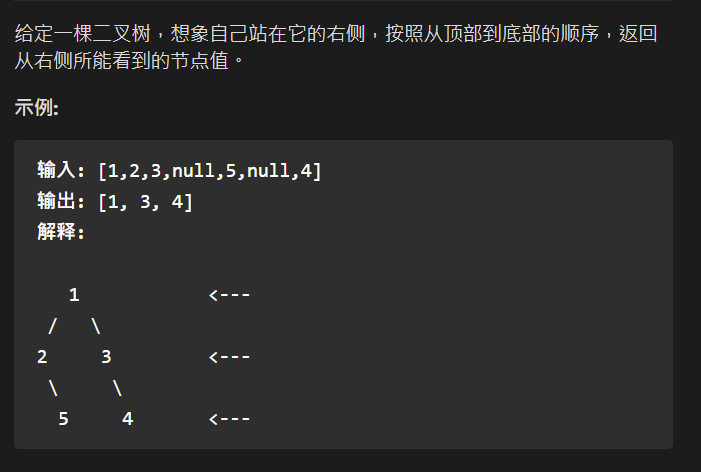 给定一棵二叉树，想象自己站在它的右侧，按照从顶部到底部的顺序，返回
从右侧所能看到的节点值。
示例:
输入: [1,2,3,null,5,null,4]
输出: [1, 3, 4]
解释:
   1            <---
 /   \
2     3         <---
 \     \
  5     4       <---